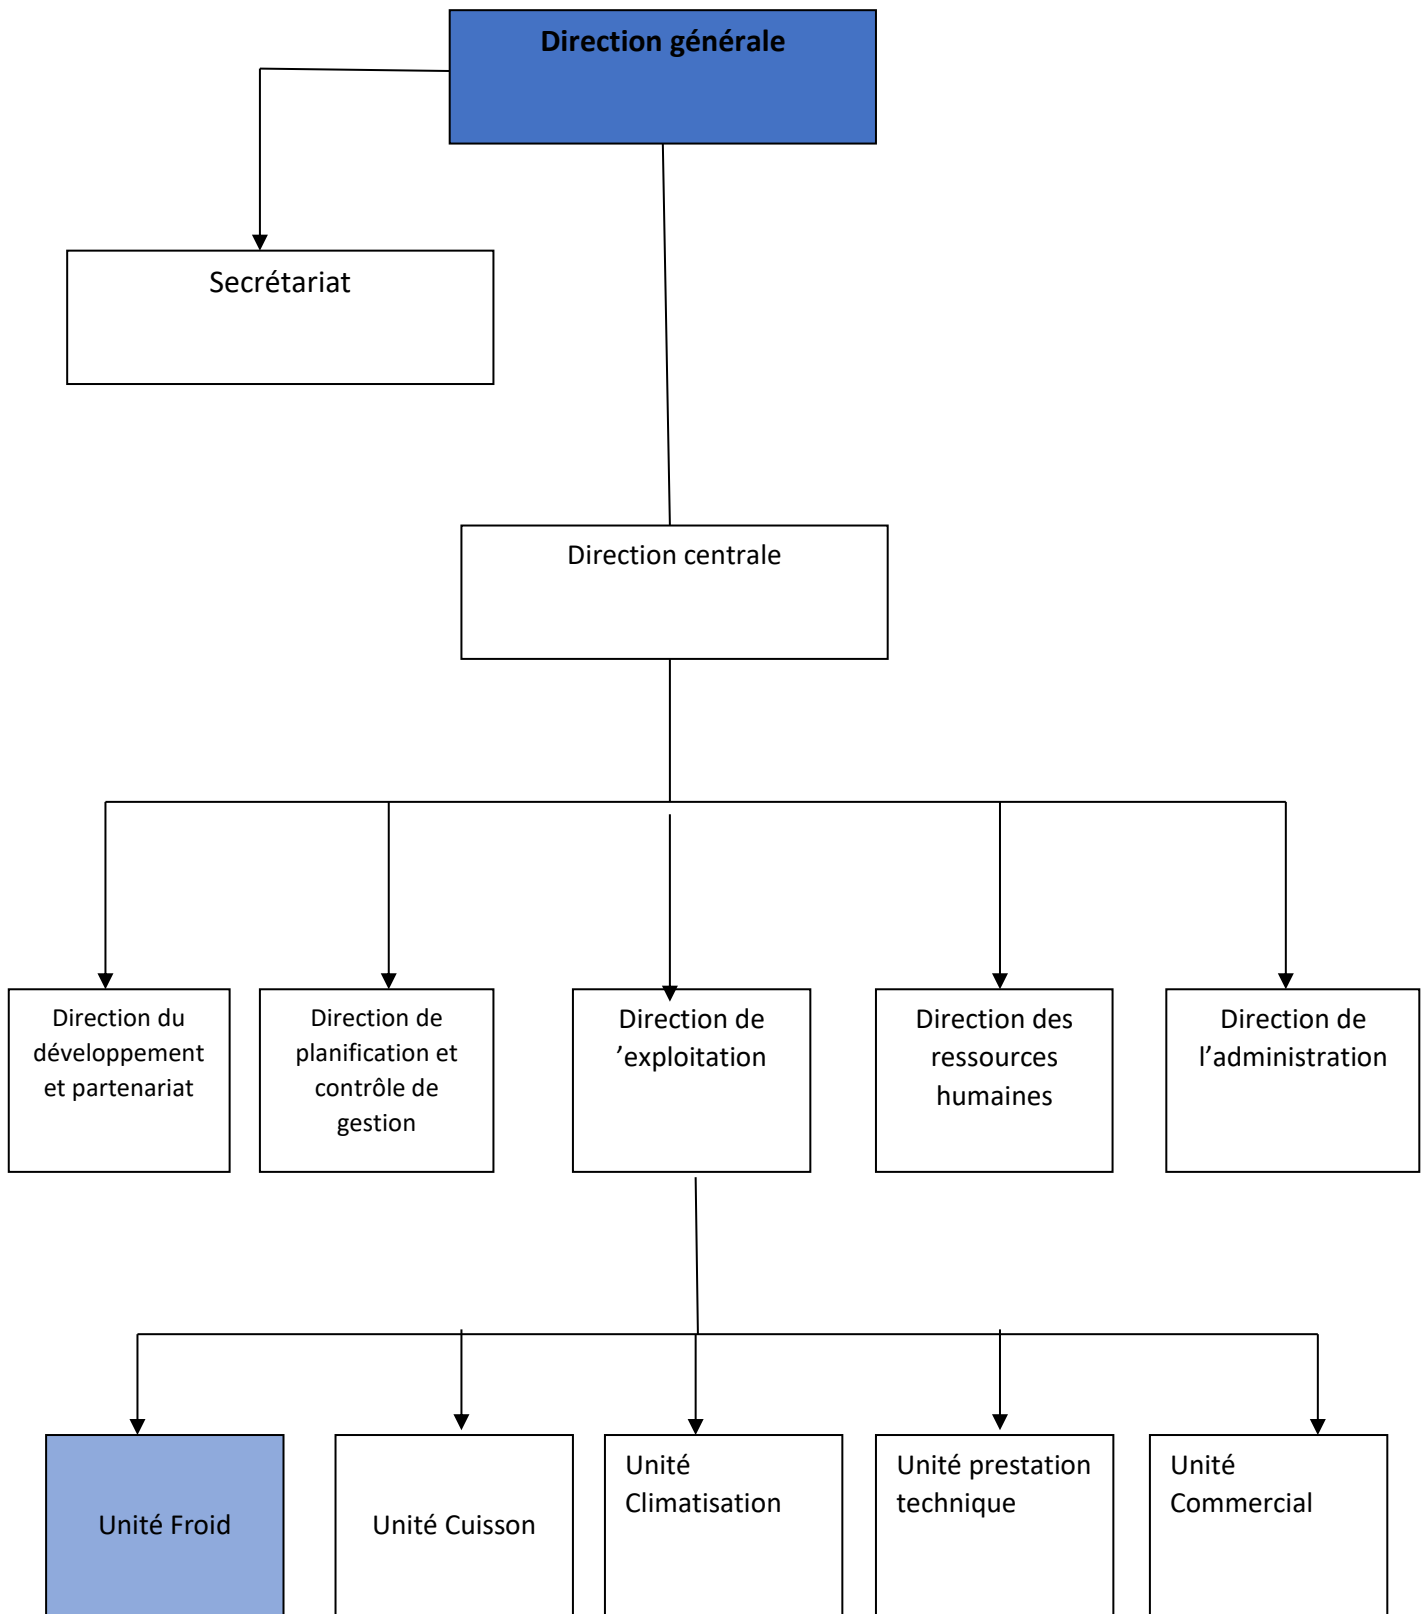 Direction générale
Secrétariat
Direction centrale
Direction du
développement
et partenariat
Direction de
planification et
contrôle de
gestion
Direction de
’exploitation
Direction des
ressources
humaines
Direction de
l’administration
Unité Froid
Unité Cuisson
Unité
Climatisation
Unité prestation
technique
Unité
Commercial